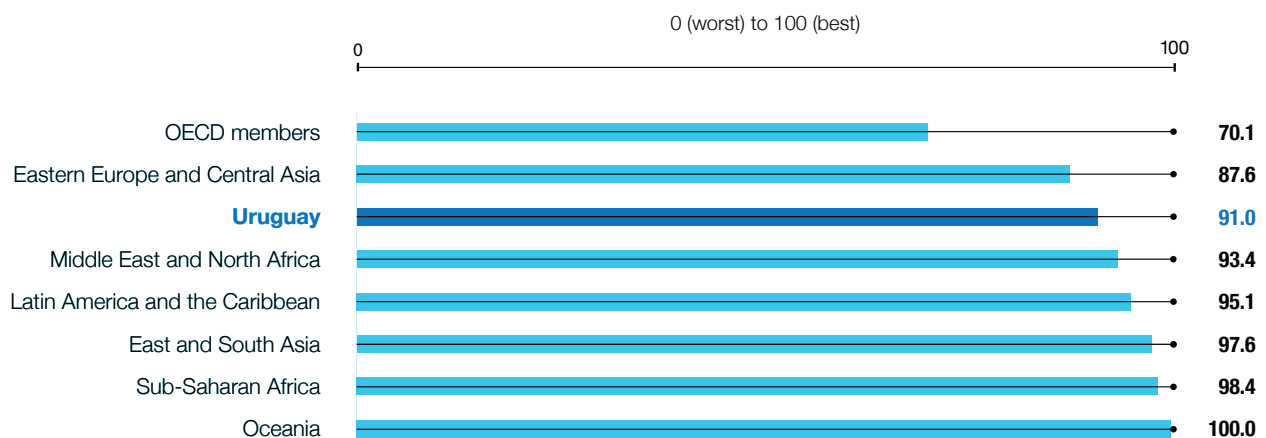 0 (worst) to 100 (best)
0 100
OECD members 70.1
Eastern Europe and Central Asia 87.6
Uruguay 91.0
Middle East and North Africa 93.4
Latin America and the Caribbean 95.1
East and South Asia 97.6
Sub-Saharan Africa 98.4
Oceania 100.0